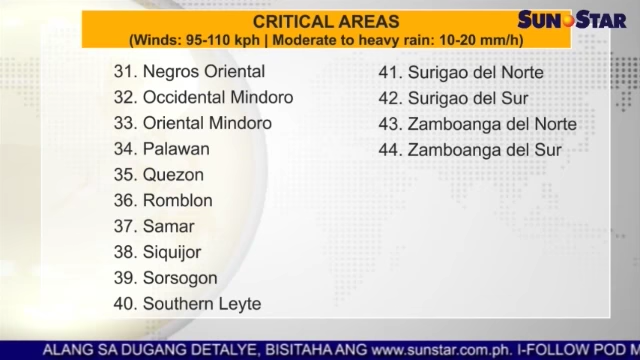 CRITICAL AREAS
SUN STAR
(Winds: 95-110 kph | Moderate to heavy rain: 10-20 mm/h)
31. Negros Oriental
32. Occidental Mindoro
33. Oriental Mindoro
34. Palawan
35. Quezon
36. Romblon
37. Samar
38. Siquijor
39. Sorsogon
40. Southern Leyte
41. Surigao del Norte
42. Surigao del Sur
43. Zamboanga del Norte
44. Zamboanga del Sur
ALANG SA DUGANG DETALYE, BISITAHA ANG www.sunstar.com.ph. I-FOLLOW POD M